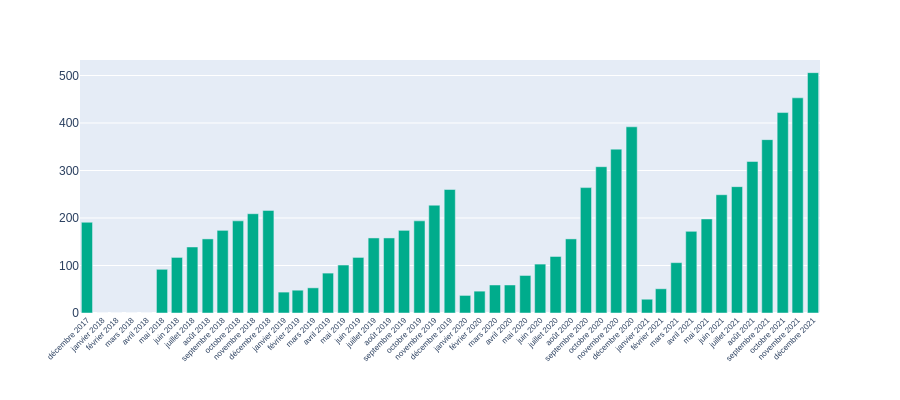 500
400
300
200
100
0
décembre 2017
janvier 2018
février 2018
mars 2018
avril 2018
mai 2018
juin 2018
juillet 2018
août 2018
septembre 2018
octobre 2018
novembre 2018
décembre 2018
janvier 2019
février 2019
mars 2019
avril 2019
mai 2019
juin 2019
juillet 2019
août 2019
septembre 2019
octobre 2019
novembre 2019
décembre 2019
janvier 2020
février 2020
mars 2020
avril 2020
mai 2020
juin 2020
juillet 2020
août 2020
septembre 2020
octobre 2020
novembre 2020
décembre 2020
janvier 2021
février 2021
mars 2021
avril 2021
mai 2021
juin 2021
juillet 2021
août 2021
septembre 2021
octobre 2021
novembre 2021
décembre 2021